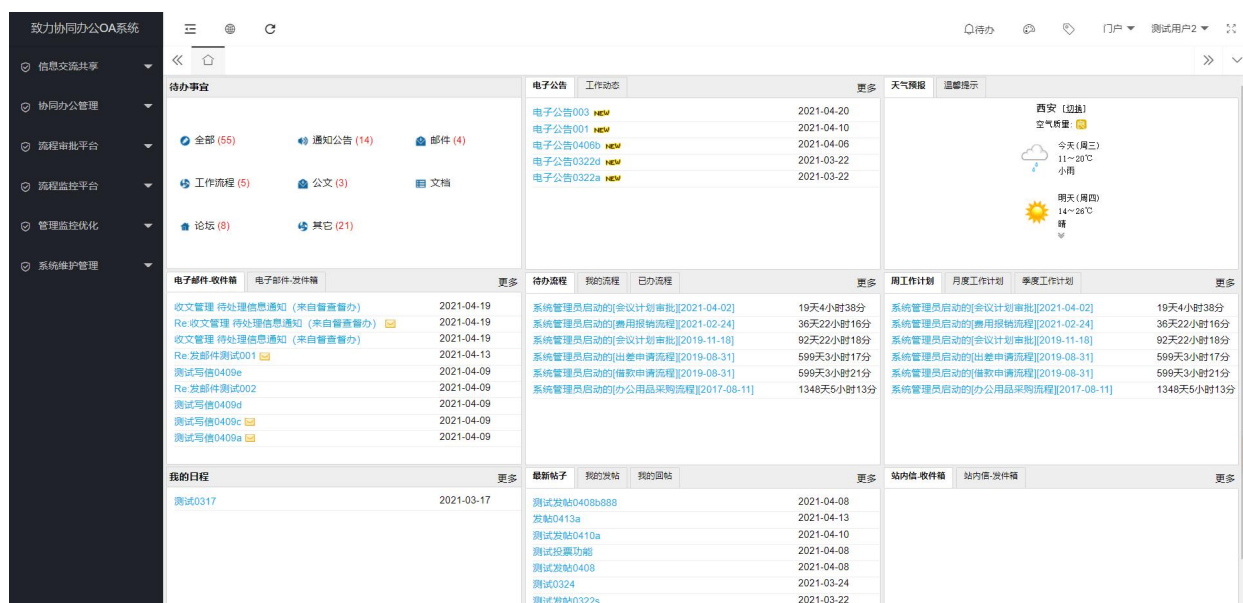 致力协同办公OA系统
待办
门户
测试用户2
信息交流共享
协同办公管理
流程审批平台
流程监控平台
管理监控优化
系统维护管理
待办事宜
全部 (55)
通知公告 (14)
邮件 (4)
工作流程 (5)
公文 (3)
文档
论坛 (8)
其它 (21)
电子公告 工作动态 更多
电子公告003 NEW 2021-04-20
电子公告001 NEW 2021-04-10
电子公告0406b NEW 2021-04-06
电子公告0322d NEW 2021-03-22
电子公告0322a NEW 2021-03-22
天气预报 温馨提示
西安 [切换]
空气质量:
今天(周三)
11~20℃
小雨
明天(周四)
14~26℃
晴
电子邮件-收件箱 电子邮件-发件箱 更多
收文管理 待处理信息通知（来自督查督办） 2021-04-19
Re:收文管理 待处理信息通知（来自督查督办） 2021-04-19
收文管理 待处理信息通知（来自督查督办） 2021-04-19
Re:发邮件测试001 2021-04-13
测试写信0409e 2021-04-09
Re:发邮件测试002 2021-04-09
测试写信0409d 2021-04-09
测试写信0409c 2021-04-09
测试写信0409a 2021-04-09
待办流程 我的流程 已办流程 更多
系统管理员启动的[会议计划审批][2021-04-02] 19天4小时38分
系统管理员启动的[费用报销流程][2021-02-24] 36天22小时16分
系统管理员启动的[会议计划审批][2019-11-18] 92天22小时18分
系统管理员启动的[出差申请流程][2019-08-31] 599天3小时17分
系统管理员启动的[借款申请流程][2019-08-31] 599天3小时21分
系统管理员启动的[办公用品采购流程][2017-08-11] 1348天5小时13分
周工作计划 月度工作计划 季度工作计划 更多
系统管理员启动的[会议计划审批][2021-04-02] 19天4小时38分
系统管理员启动的[费用报销流程][2021-02-24] 36天22小时16分
系统管理员启动的[会议计划审批][2019-11-18] 92天22小时18分
系统管理员启动的[出差申请流程][2019-08-31] 599天3小时17分
系统管理员启动的[借款申请流程][2019-08-31] 599天3小时21分
系统管理员启动的[办公用品采购流程][2017-08-11] 1348天5小时13分
我的日程 更多
测试0317 2021-03-17
最新帖子 我的发帖 我的回帖 更多
测试发帖0408b888 2021-04-08
发帖0413a 2021-04-13
测试发帖0410a 2021-04-10
测试投票功能 2021-04-08
测试发帖0408 2021-04-08
测试0324 2021-03-24
测试发帖0322s 2021-03-22
站内信-收件箱 站内信-发件箱 更多